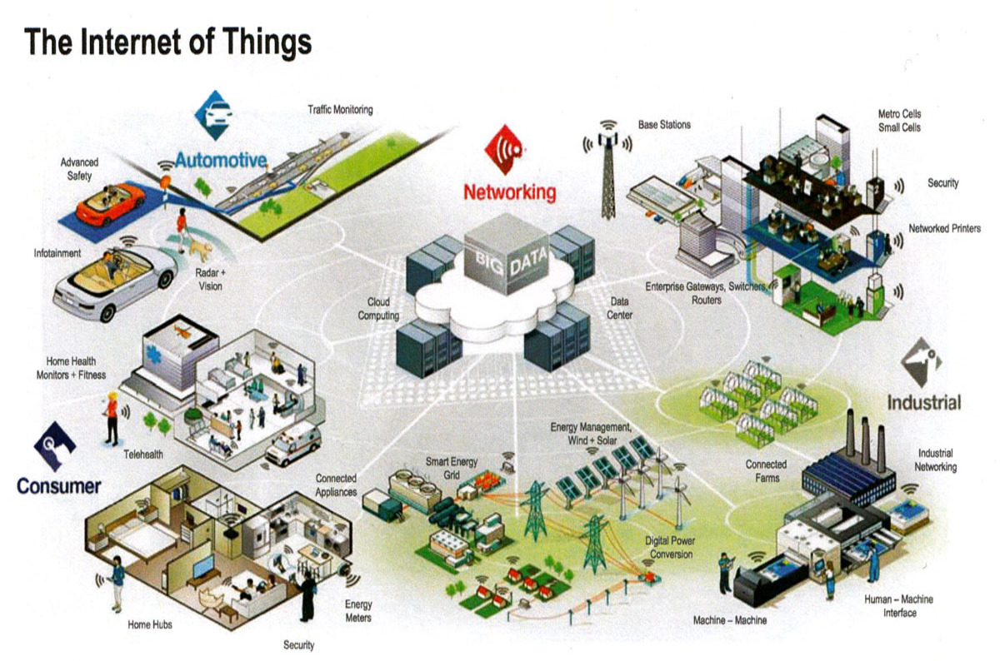 The Internet of Things
Traffic Monitoring
Automotive
Advanced
Safety
Infotainment
Radar +
Vision
Networking
Base Stations
Metro Cells
Small Cells
Security
Networked Printers
Enterprise Gateways, Switchers,
Routers
BIG DATA
Cloud
Computing
Data
Center
Home Health
Monitors + Fitness
Telehealth
Consumer
Industrial
Connected
Appliances
Smart Energy
Grid
Energy Management,
Wind + Solar
Connected
Farms
Industrial
Networking
Digital Power
Conversion
Home Hubs
Security
Energy
Meters
Machine – Machine
Human – Machine
Interface